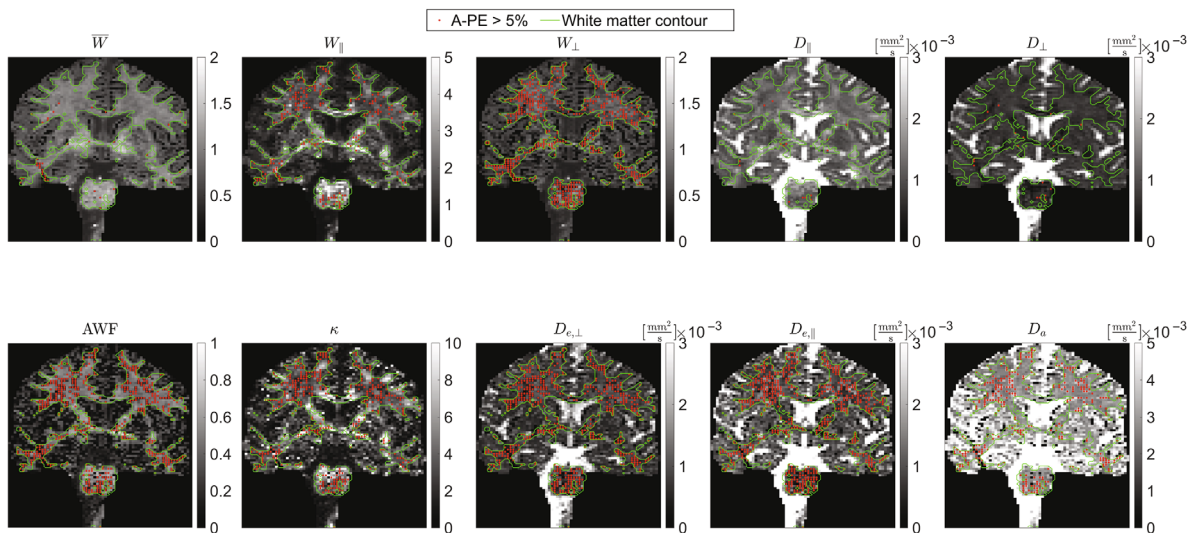 A-PE > 5% White matter contour
W̅ W∥ W⊥ D∥ [mm²/s]×10⁻³ D⊥ [mm²/s]×10⁻³
2 5 2 3 3
1.5 4 1.5
3 2 2
1 1
2 1 1
0.5 1 0.5
0 0 0 0 0
AWF κ De,⊥ [mm²/s]×10⁻³ De,∥ [mm²/s]×10⁻³ Da [mm²/s]×10⁻³
1 10 3 3 5
0.8 8 4
2 2
0.6 6 3
0.4 4 1 1 2
0.2 2 1
0 0 0 0 0